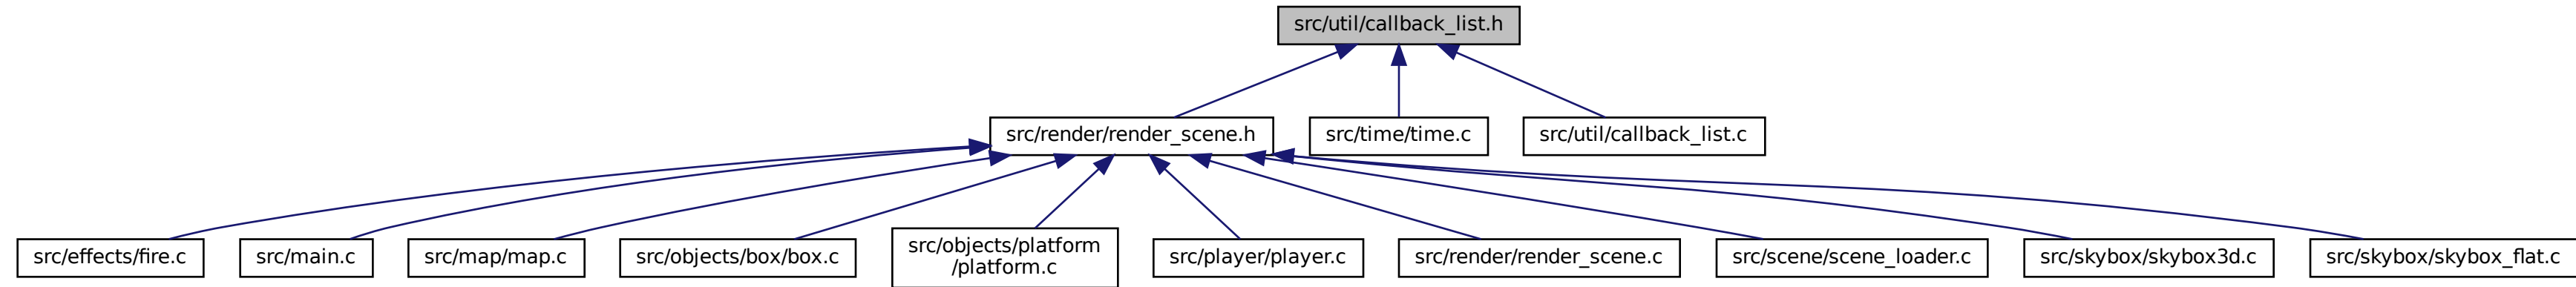 src/util/callback_list.h
src/render/render_scene.h
src/time/time.c
src/util/callback_list.c
src/effects/fire.c
src/main.c
src/map/map.c
src/objects/box/box.c
src/objects/platform
/platform.c
src/player/player.c
src/render/render_scene.c
src/scene/scene_loader.c
src/skybox/skybox3d.c
src/skybox/skybox_flat.c